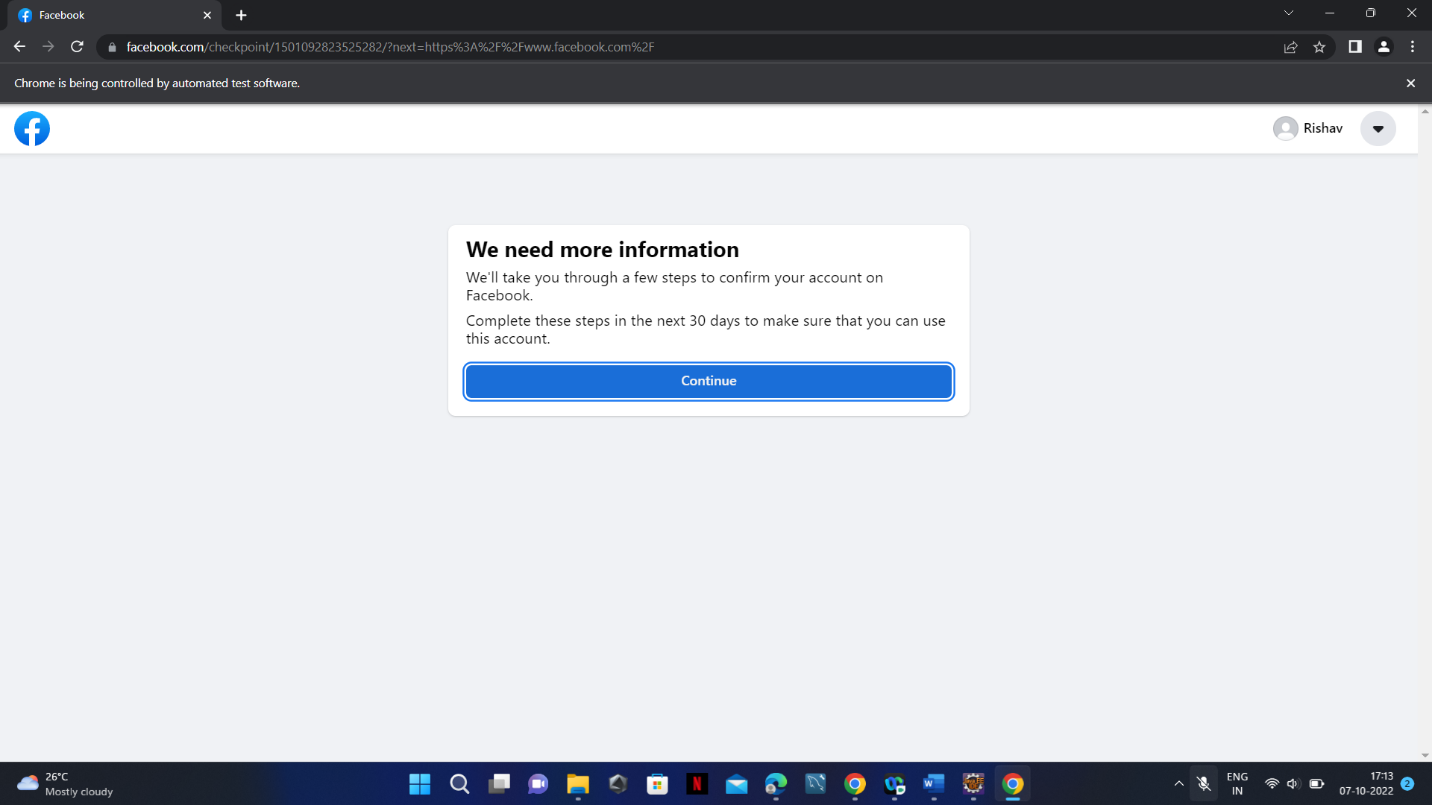 Facebook
facebook.com/checkpoint/1501092823525282/?next=https%3A%2F%2Fwww.facebook.com%2F
Chrome is being controlled by automated test software.
Rishav
We need more information
We'll take you through a few steps to confirm your account on
Facebook.
Complete these steps in the next 30 days to make sure that you can use
this account.
Continue
26°C
Mostly cloudy
ENG
IN
17:13
07-10-2022
2